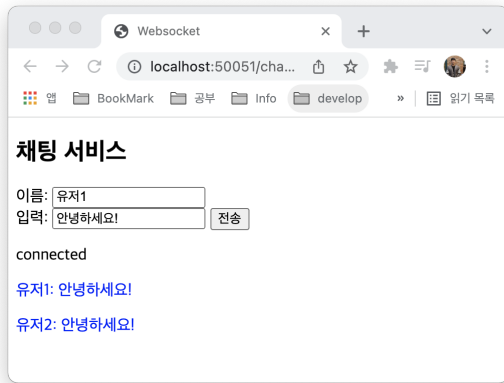 Websocket
localhost:50051/cha...
앱 BookMark 공부 Info develop » 읽기 목록
채팅 서비스
이름: 유저1
입력: 안녕하세요! 전송
connected
유저1: 안녕하세요!
유저2: 안녕하세요!